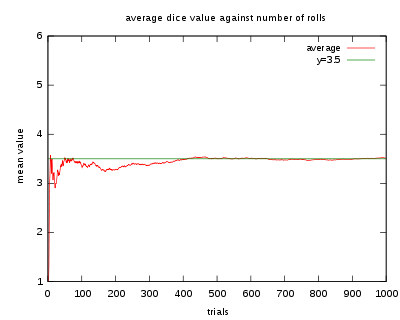 average dice value against number of rolls
average
y=3.5
mean value
6
5
4
3
2
1
0 100 200 300 400 500 600 700 800 900 1000
trials